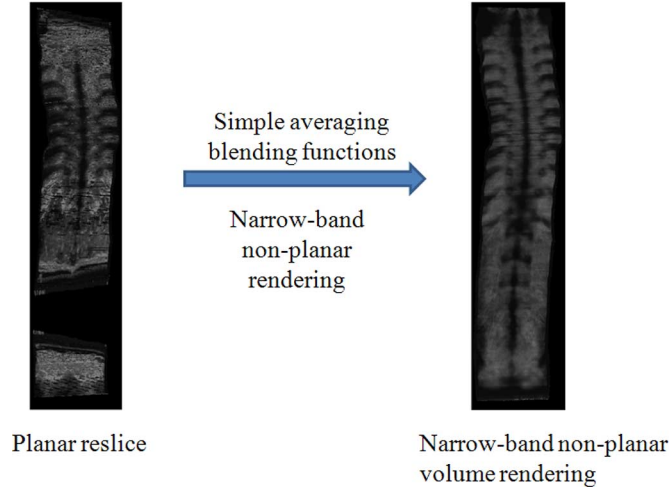 Simple averaging
blending functions
Narrow-band
non-planar
rendering
Planar reslice
Narrow-band non-planar
volume rendering